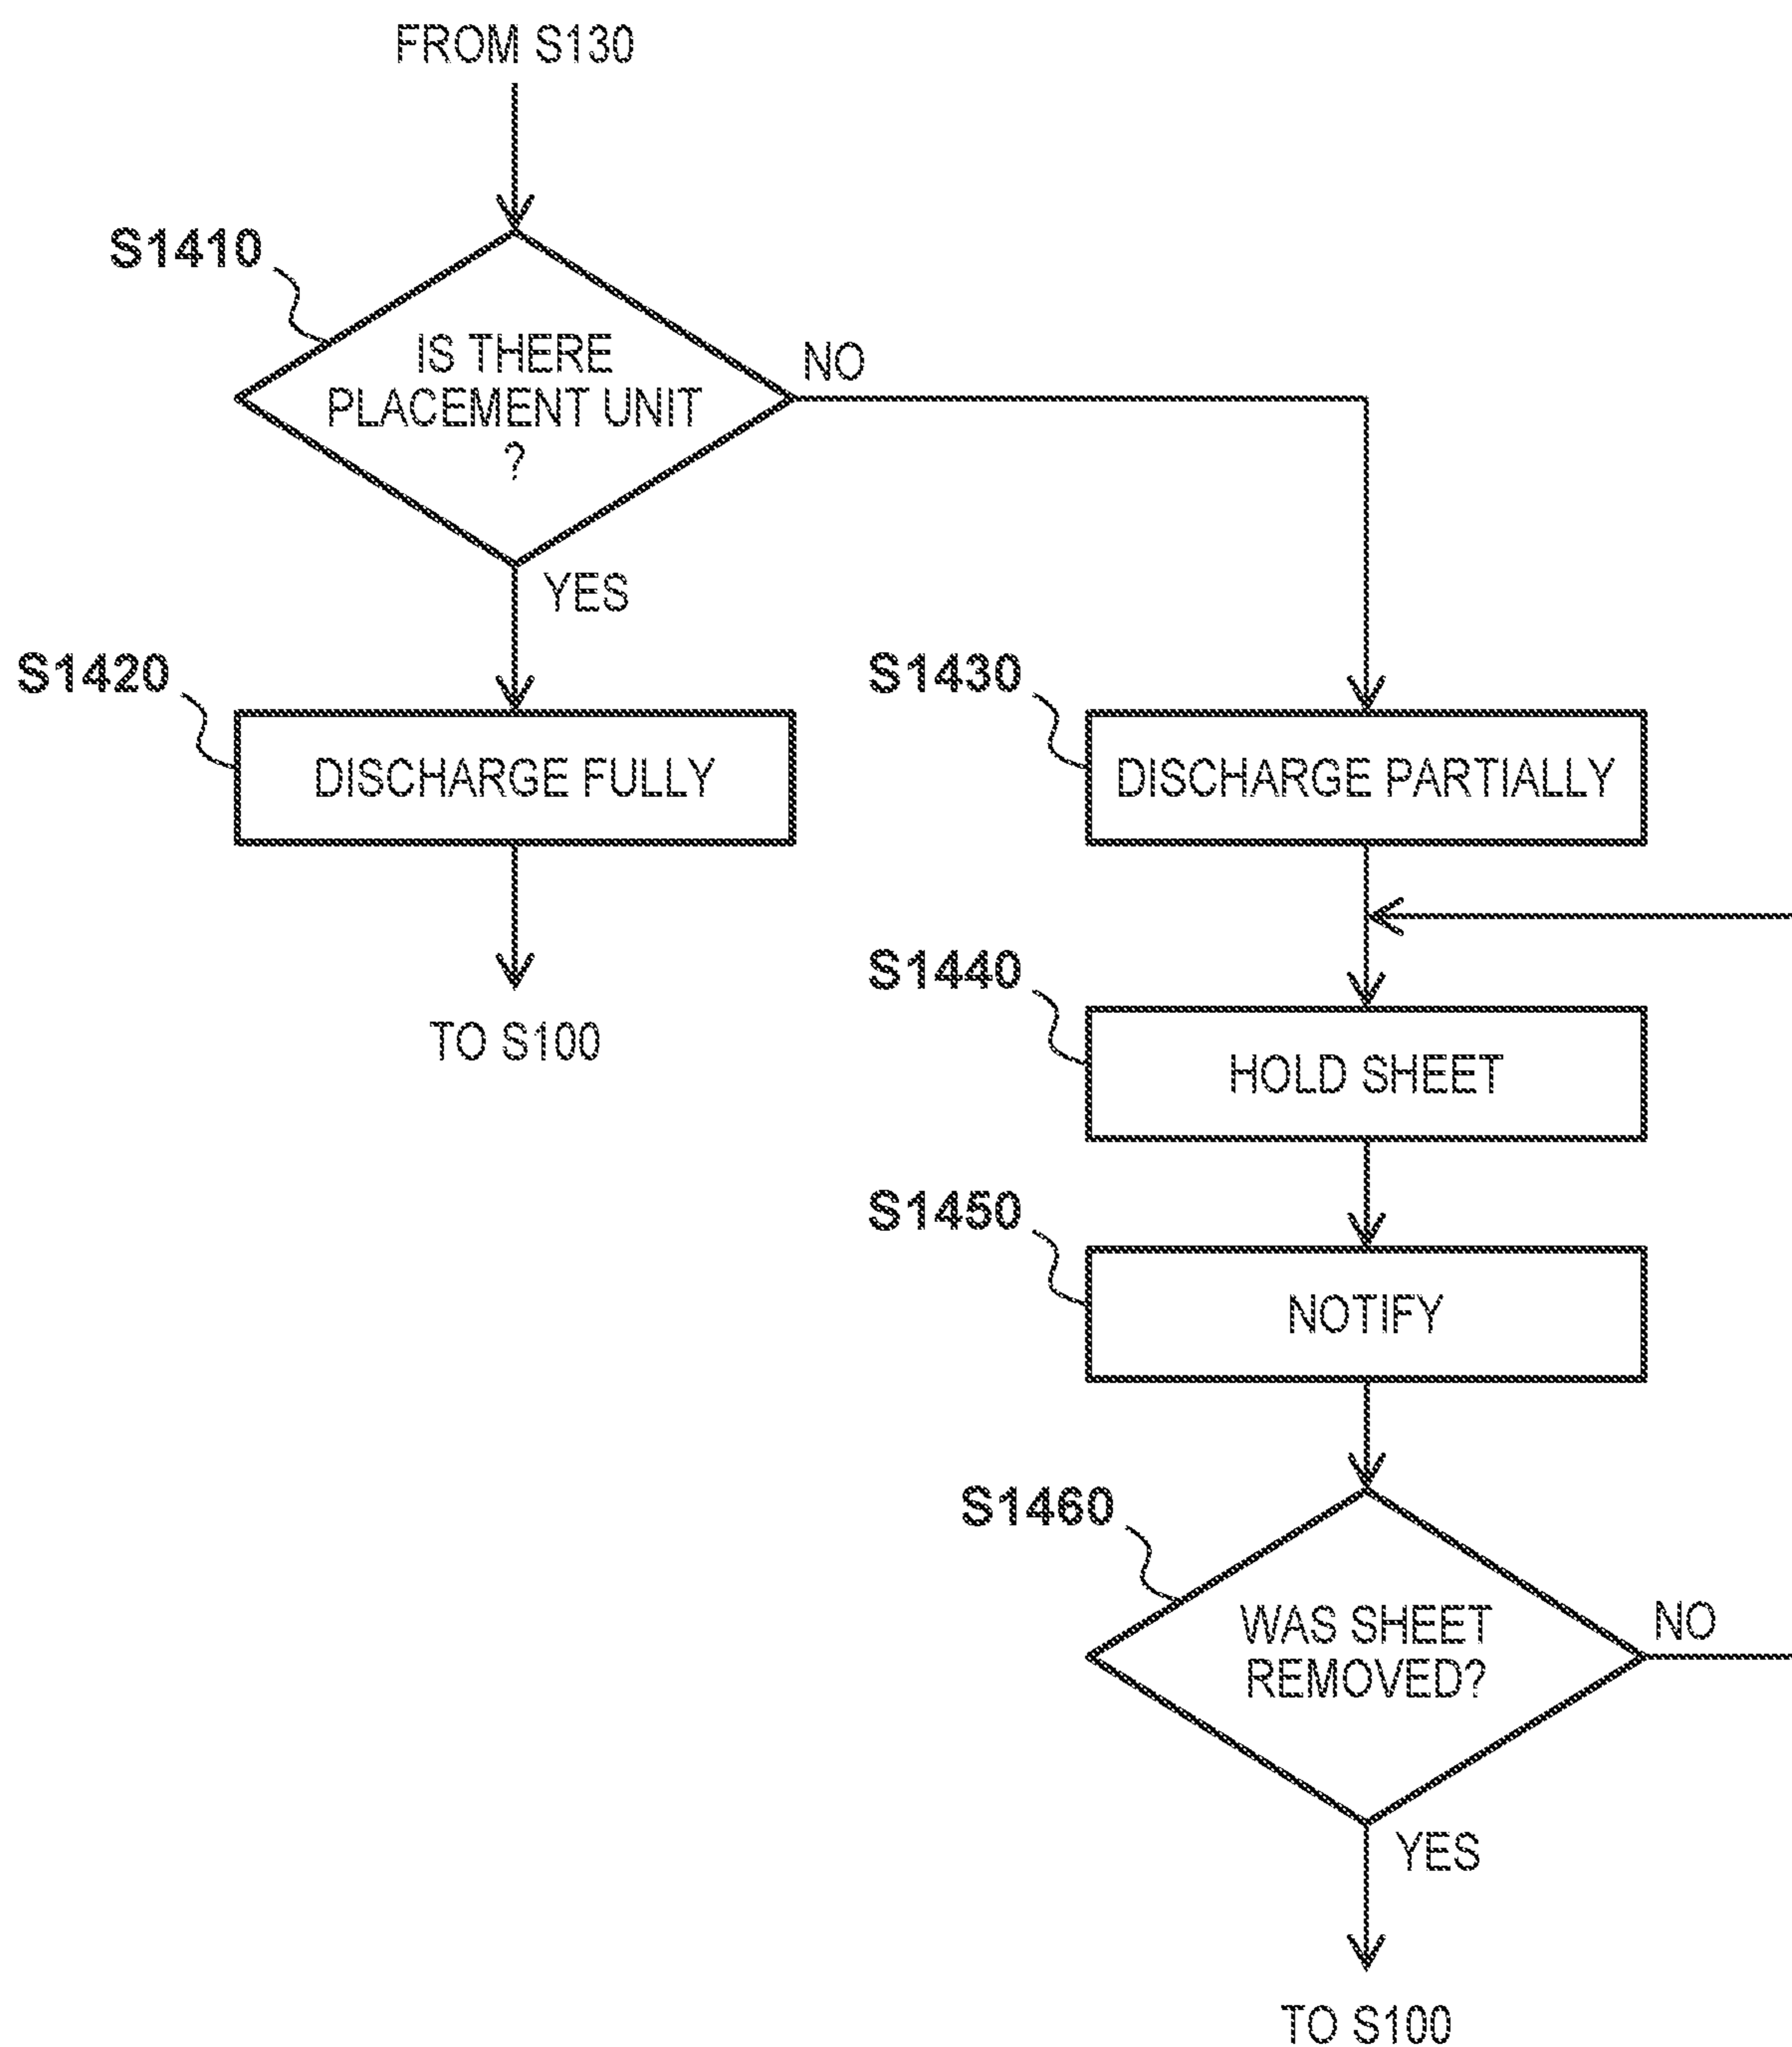 FROM S130
S1410
IS THERE
PLACEMENT UNIT
?
NO
YES
S1420
DISCHARGE FULLY
TO S100
S1430
DISCHARGE PARTIALLY
S1440
HOLD SHEET
S1450
NOTIFY
S1460
WAS SHEET
REMOVED?
NO
YES
TO S100